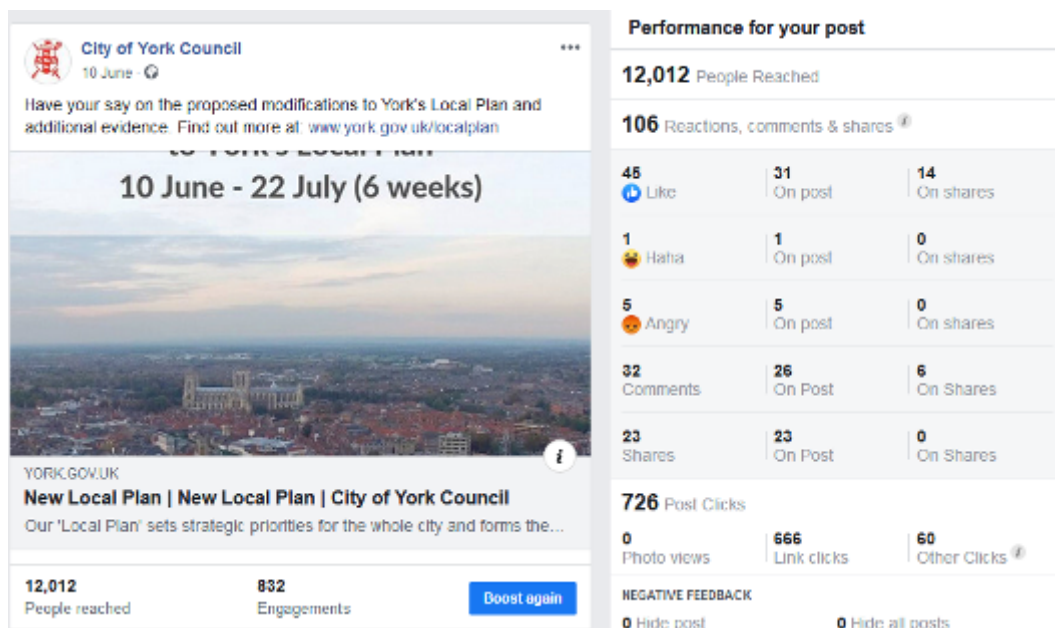 City of York Council
10 June
Have your say on the proposed modifications to York's Local Plan and
additional evidence. Find out more at: www.york.gov.uk/localplan
to York's Local Plan
10 June - 22 July (6 weeks)
YORK.GOV.UK
New Local Plan | New Local Plan | City of York Council
Our 'Local Plan' sets strategic priorities for the whole city and forms the...
12,012
People reached
832
Engagements
Boost again
Performance for your post
12,012 People Reached
106 Reactions, comments & shares
45 Like
31 On post
14 On shares
1 Haha
1 On post
0 On shares
5 Angry
5 On post
0 On shares
32 Comments
26 On Post
6 On Shares
23 Shares
23 On Post
0 On Shares
726 Post Clicks
0 Photo views
666 Link clicks
60 Other Clicks
NEGATIVE FEEDBACK
0 Hide post
0 Hide all posts